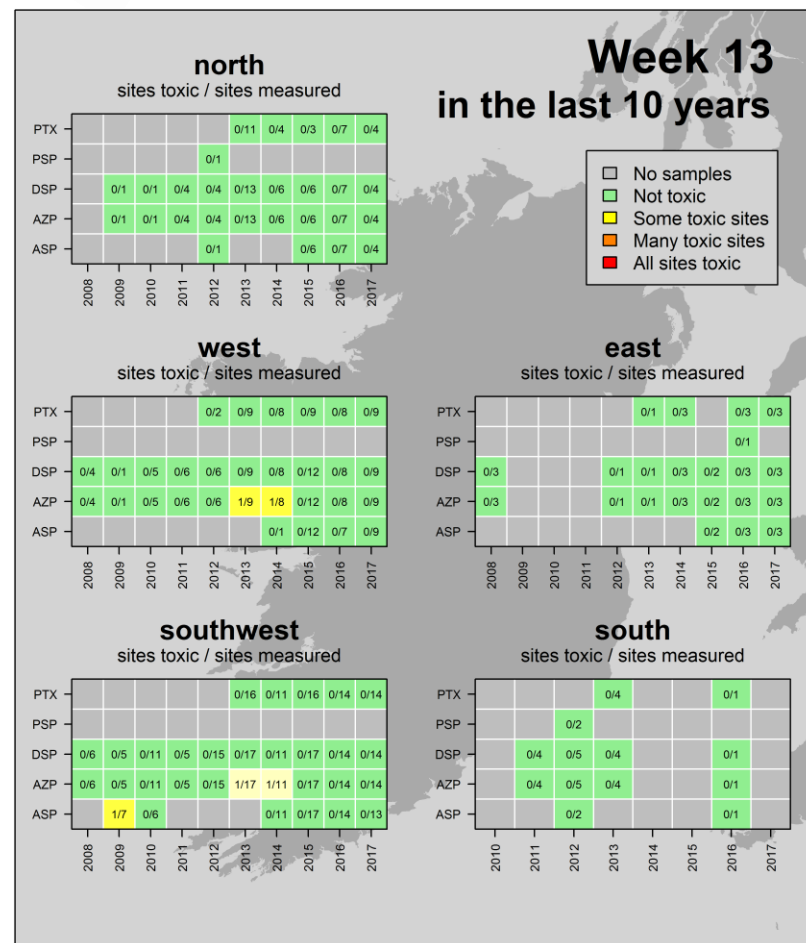 Week 13
in the last 10 years
No samples
Not toxic
Some toxic sites
Many toxic sites
All sites toxic
north
sites toxic / sites measured
PTX 0/11 0/4 0/3 0/7 0/4
PSP 0/1
DSP 0/1 0/1 0/4 0/4 0/13 0/6 0/6 0/7 0/4
AZP 0/1 0/1 0/4 0/4 0/13 0/6 0/6 0/7 0/4
ASP 0/1 0/6 0/7 0/4
2008 2009 2010 2011 2012 2013 2014 2015 2016 2017
west
sites toxic / sites measured
PTX 0/2 0/9 0/8 0/9 0/8 0/9
PSP
DSP 0/4 0/1 0/5 0/6 0/6 0/9 0/8 0/12 0/8 0/9
AZP 0/4 0/1 0/5 0/6 0/6 1/9 1/8 0/12 0/8 0/9
ASP 0/1 0/12 0/7 0/9
2008 2009 2010 2011 2012 2013 2014 2015 2016 2017
east
sites toxic / sites measured
PTX 0/1 0/3 0/3 0/3
PSP 0/1
DSP 0/3 0/1 0/1 0/3 0/2 0/3 0/3
AZP 0/3 0/1 0/1 0/3 0/2 0/3 0/3
ASP 0/2 0/3 0/3
2008 2009 2010 2011 2012 2013 2014 2015 2016 2017
southwest
sites toxic / sites measured
PTX 0/16 0/11 0/16 0/14 0/14
PSP
DSP 0/6 0/5 0/11 0/5 0/15 0/17 0/11 0/17 0/14 0/14
AZP 0/6 0/5 0/11 0/5 0/15 1/17 1/11 0/17 0/14 0/14
ASP 1/7 0/6 0/11 0/17 0/14 0/13
2008 2009 2010 2011 2012 2013 2014 2015 2016 2017
south
sites toxic / sites measured
PTX 0/4 0/1
PSP 0/2
DSP 0/4 0/5 0/4 0/1
AZP 0/4 0/5 0/4 0/1
ASP 0/2 0/1
2010 2011 2012 2013 2014 2015 2016 2017